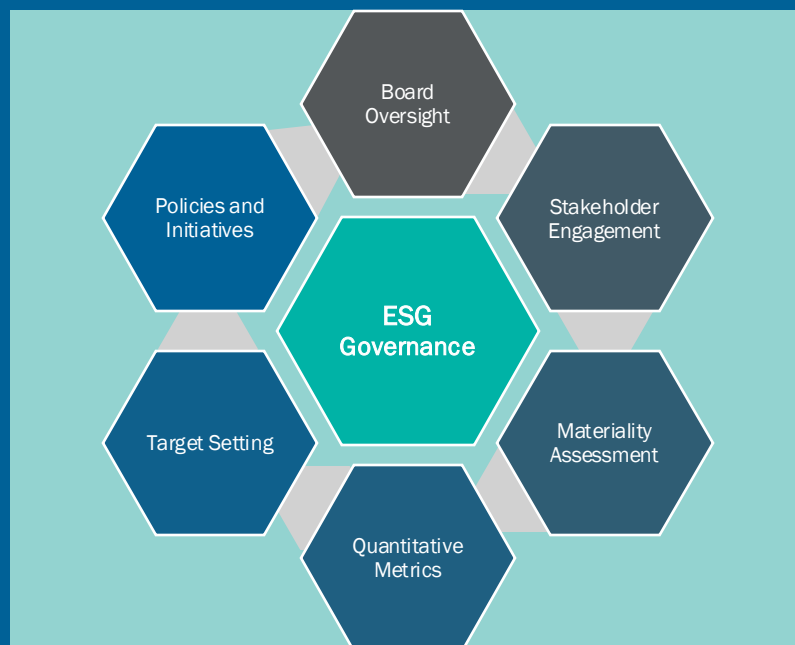 Board
Oversight
Stakeholder
Engagement
Materiality
Assessment
Quantitative
Metrics
Target Setting
Policies and
Initiatives
ESG
Governance